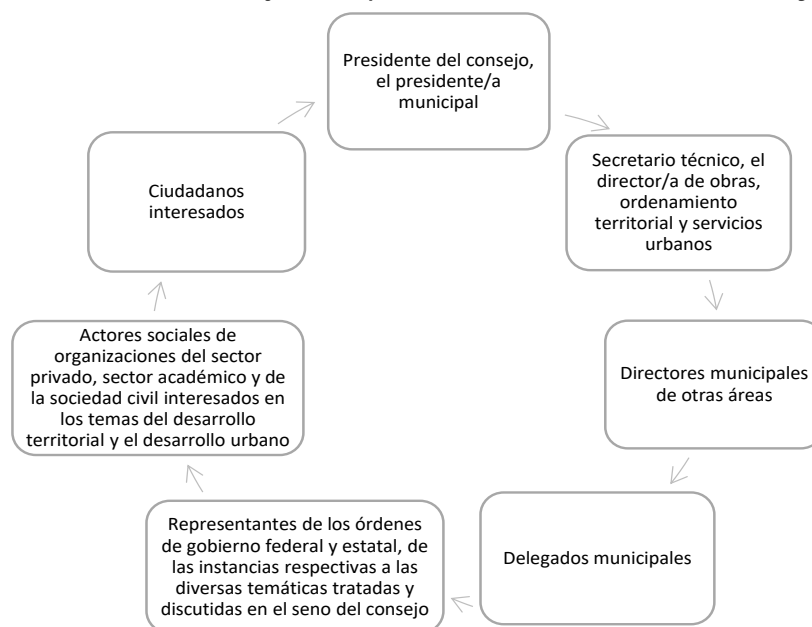 Presidente del consejo,
el presidente/a
municipal
Secretario técnico, el
director/a de obras,
ordenamiento
territorial y servicios
urbanos
Directores municipales
de otras áreas
Delegados municipales
Representantes de los órdenes
de gobierno federal y estatal, de
las instancias respectivas a las
diversas temáticas tratadas y
discutidas en el seno del consejo
Actores sociales de
organizaciones del sector
privado, sector académico y de
la sociedad civil interesados en
los temas del desarrollo
territorial y el desarrollo urbano
Ciudadanos
interesados